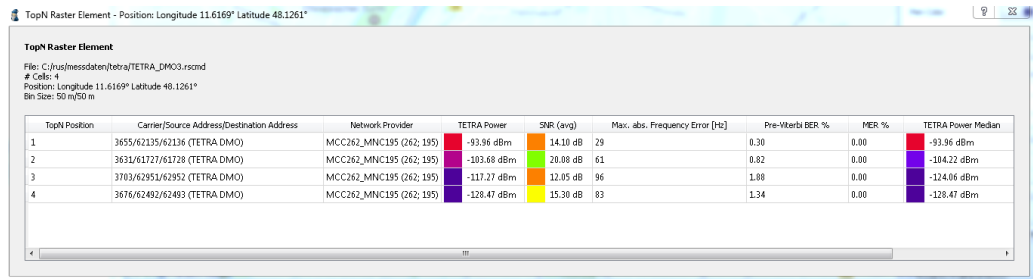 TopN Raster Element - Position: Longitude 11.6169° Latitude 48.1261°
TopN Raster Element
File: C:/rus/messdaten/tetra/TETRA_DMO3.rscmd
# Cells: 4
Position: Longitude 11.6169° Latitude 48.1261°
Bin Size: 50 m/50 m
TopN Position Carrier/Source Address/Destination Address Network Provider TETRA Power SNR (avg) Max. abs. Frequency Error [Hz] Pre-Viterbi BER % MER % TETRA Power Median
1 3655/62135/62136 (TETRA DMO) MCC262_MNC195 (262; 195) -93.96 dBm 14.10 dB 29 0.30 0.00 -93.96 dBm
2 3631/61727/61728 (TETRA DMO) MCC262_MNC195 (262; 195) -103.68 dBm 20.08 dB 61 0.82 0.00 -104.22 dBm
3 3703/62951/62952 (TETRA DMO) MCC262_MNC195 (262; 195) -117.27 dBm 12.05 dB 96 1.88 0.00 -124.06 dBm
4 3676/62492/62493 (TETRA DMO) MCC262_MNC195 (262; 195) -128.47 dBm 15.30 dB 83 1.34 0.00 -128.47 dBm